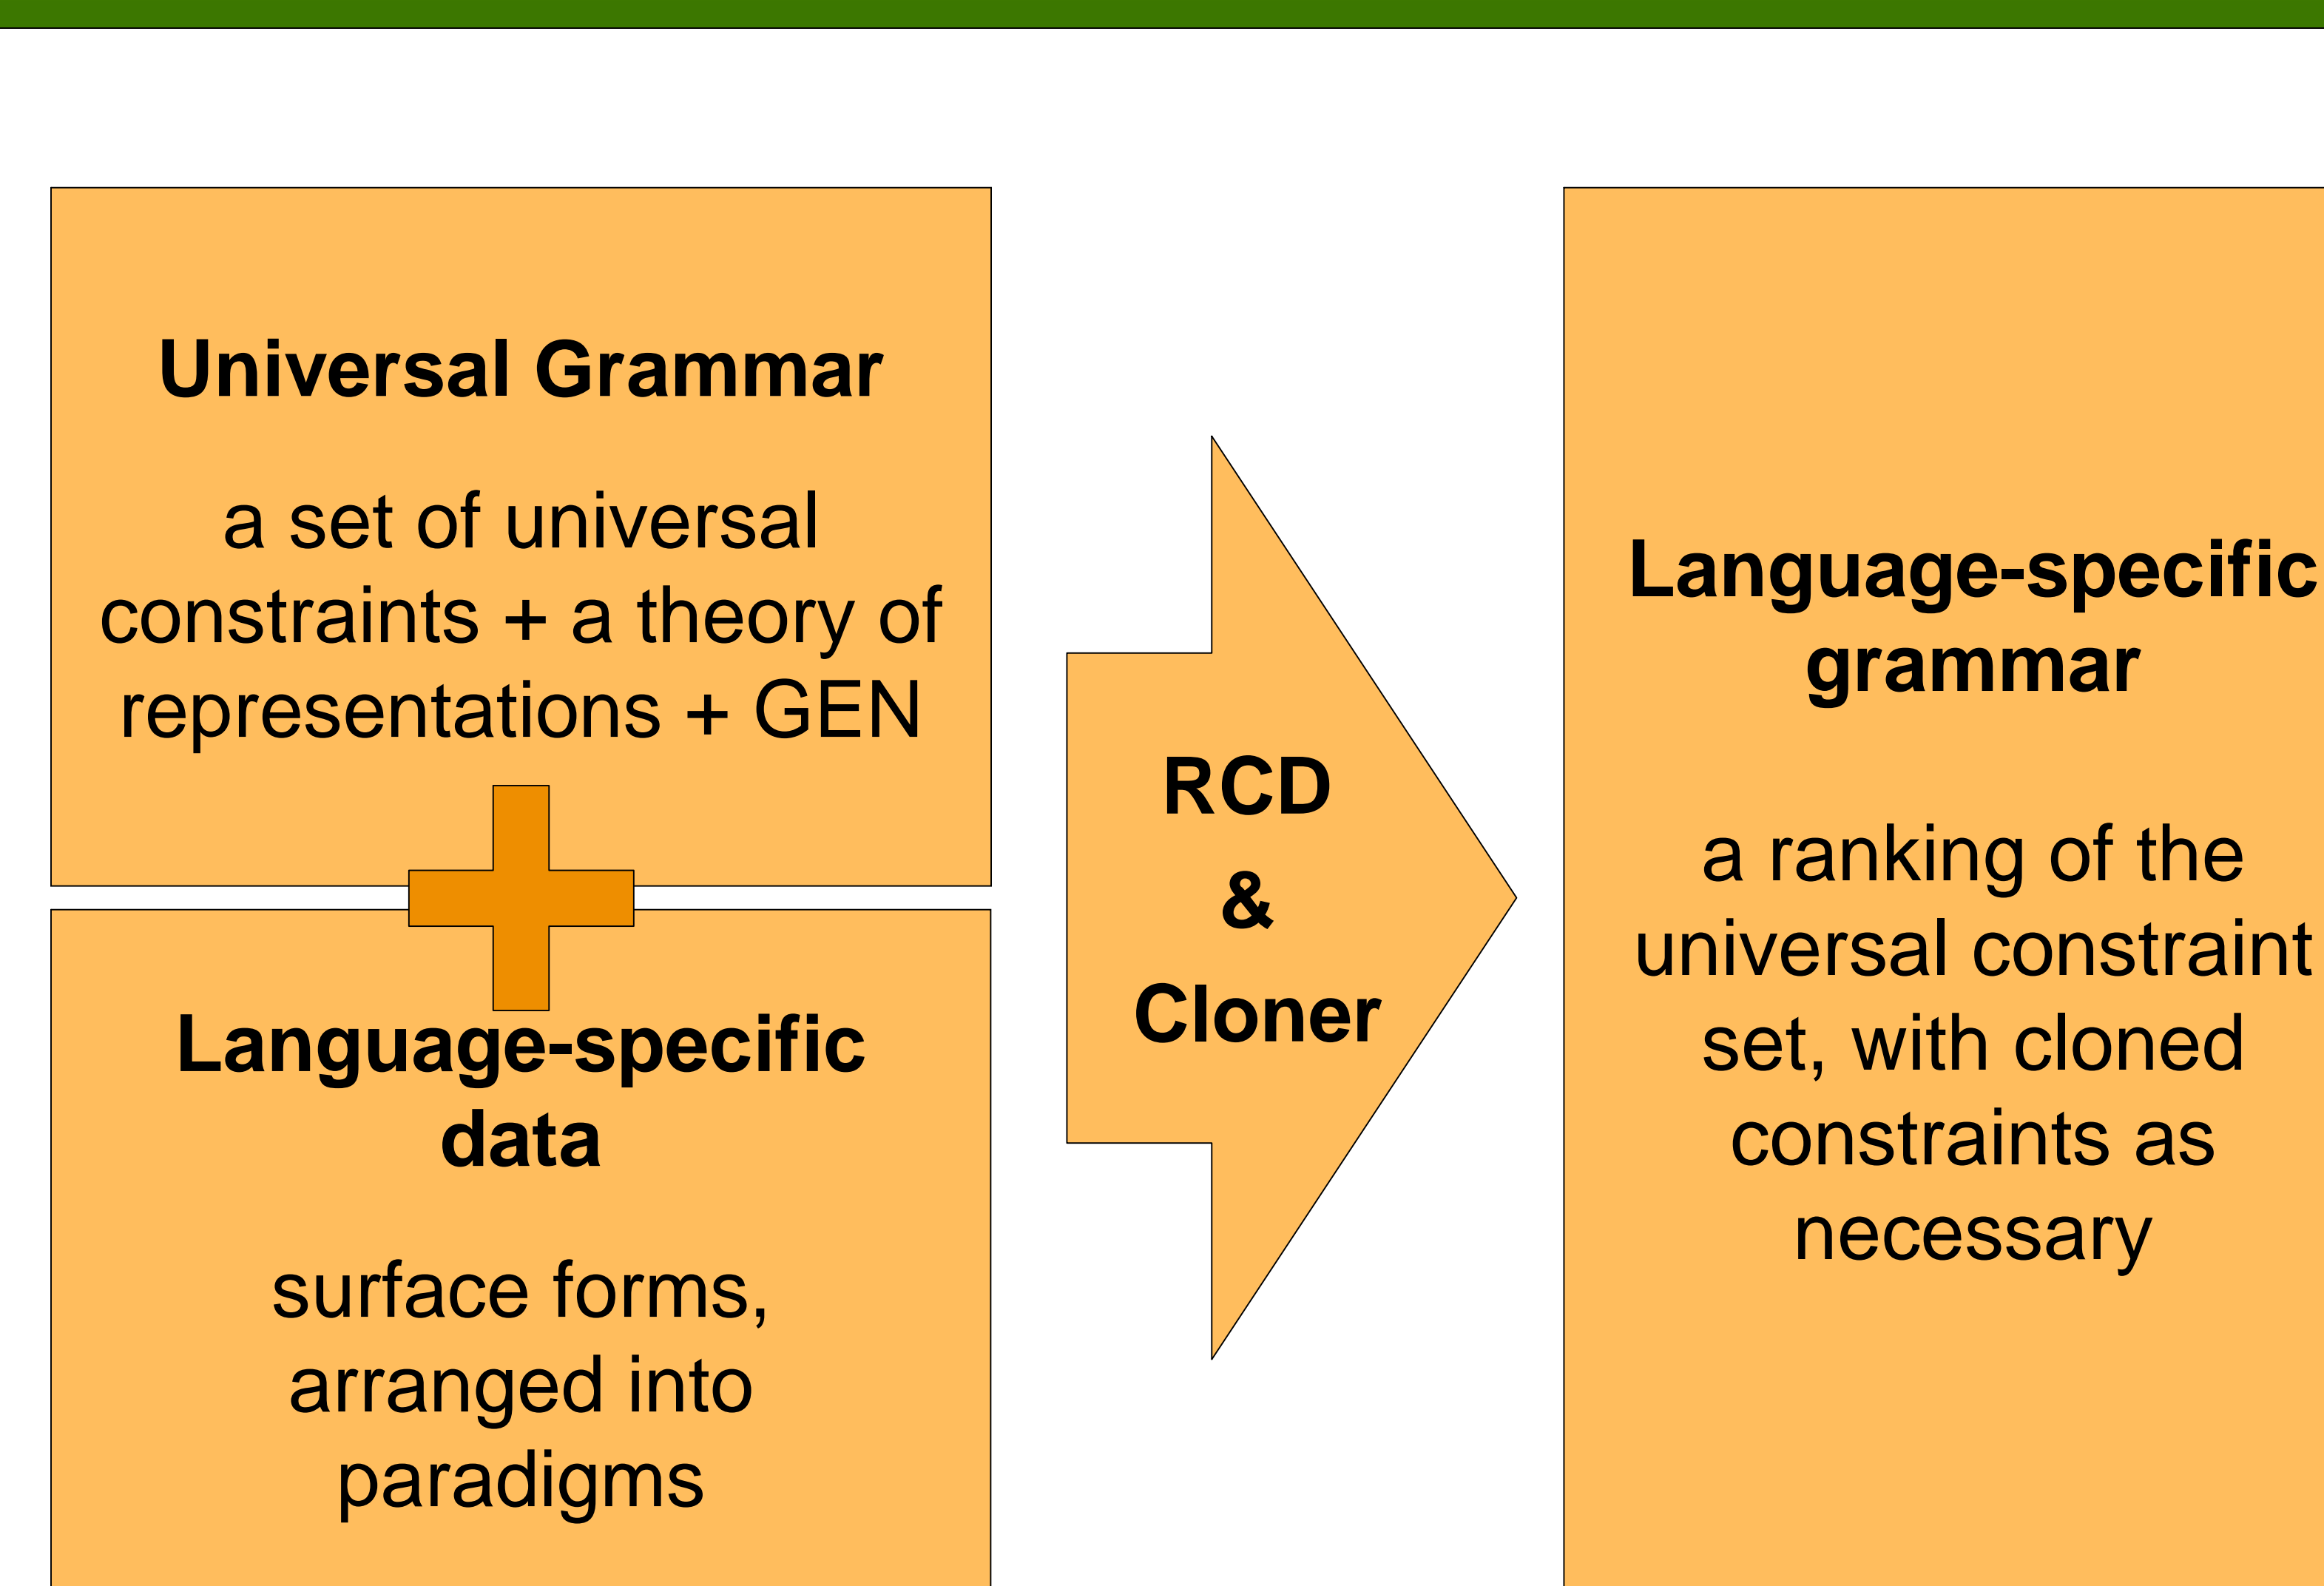 Universal Grammar
a set of universal
constraints + a theory of
representations + GEN
Language-specific
data
surface forms,
arranged into
paradigms
RCD
&
Cloner
Language-specific
grammar
a ranking of the
universal constraint
set, with cloned
constraints as
necessary